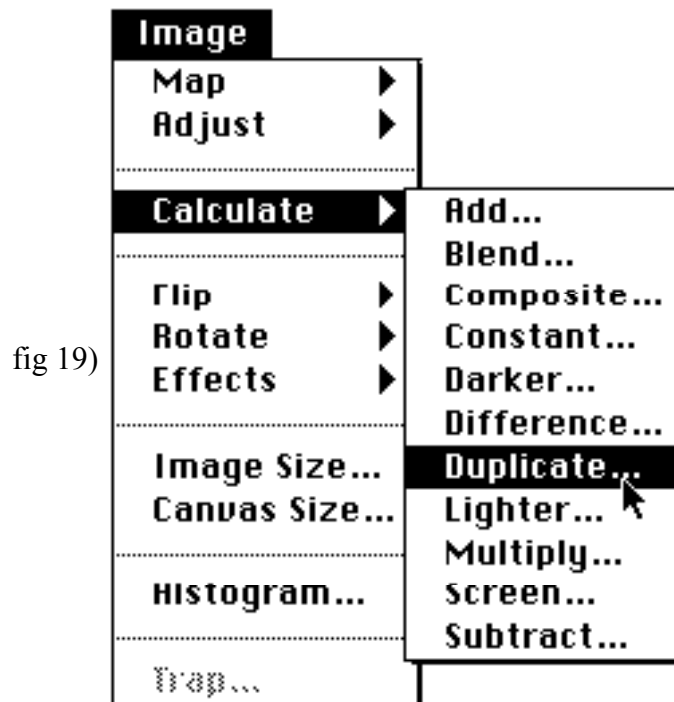 Image
Map
Adjust
Calculate
Flip
Rotate
Effects
Image Size...
Canvas Size...
Histogram...
Trap...
Add...
Blend...
Composite...
Constant...
Darker...
Difference...
Duplicate...
Lighter...
Multiply...
Screen...
Subtract...
fig 19)